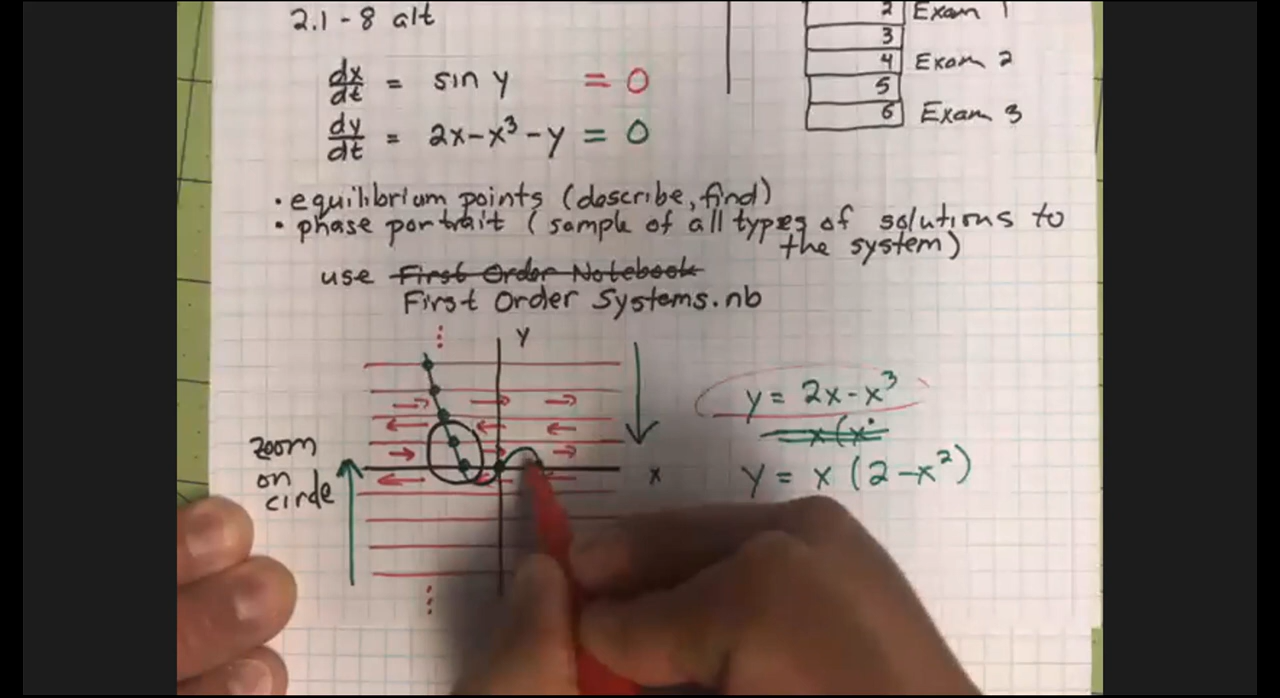 2.1 - 8 alt
dx/dt = sin y = 0
dy/dt = 2x-x³-y = 0
• equilibrium points (describe, find)
• phase portrait (sample of all types of solutions to
the system)
use First Order Notebook
First Order Systems.nb
2 Exam 1
3
4 Exam 2
5
6 Exam 3
y
x
zoom
on
circle
y = 2x-x³
x(x²
y = x (2-x²)